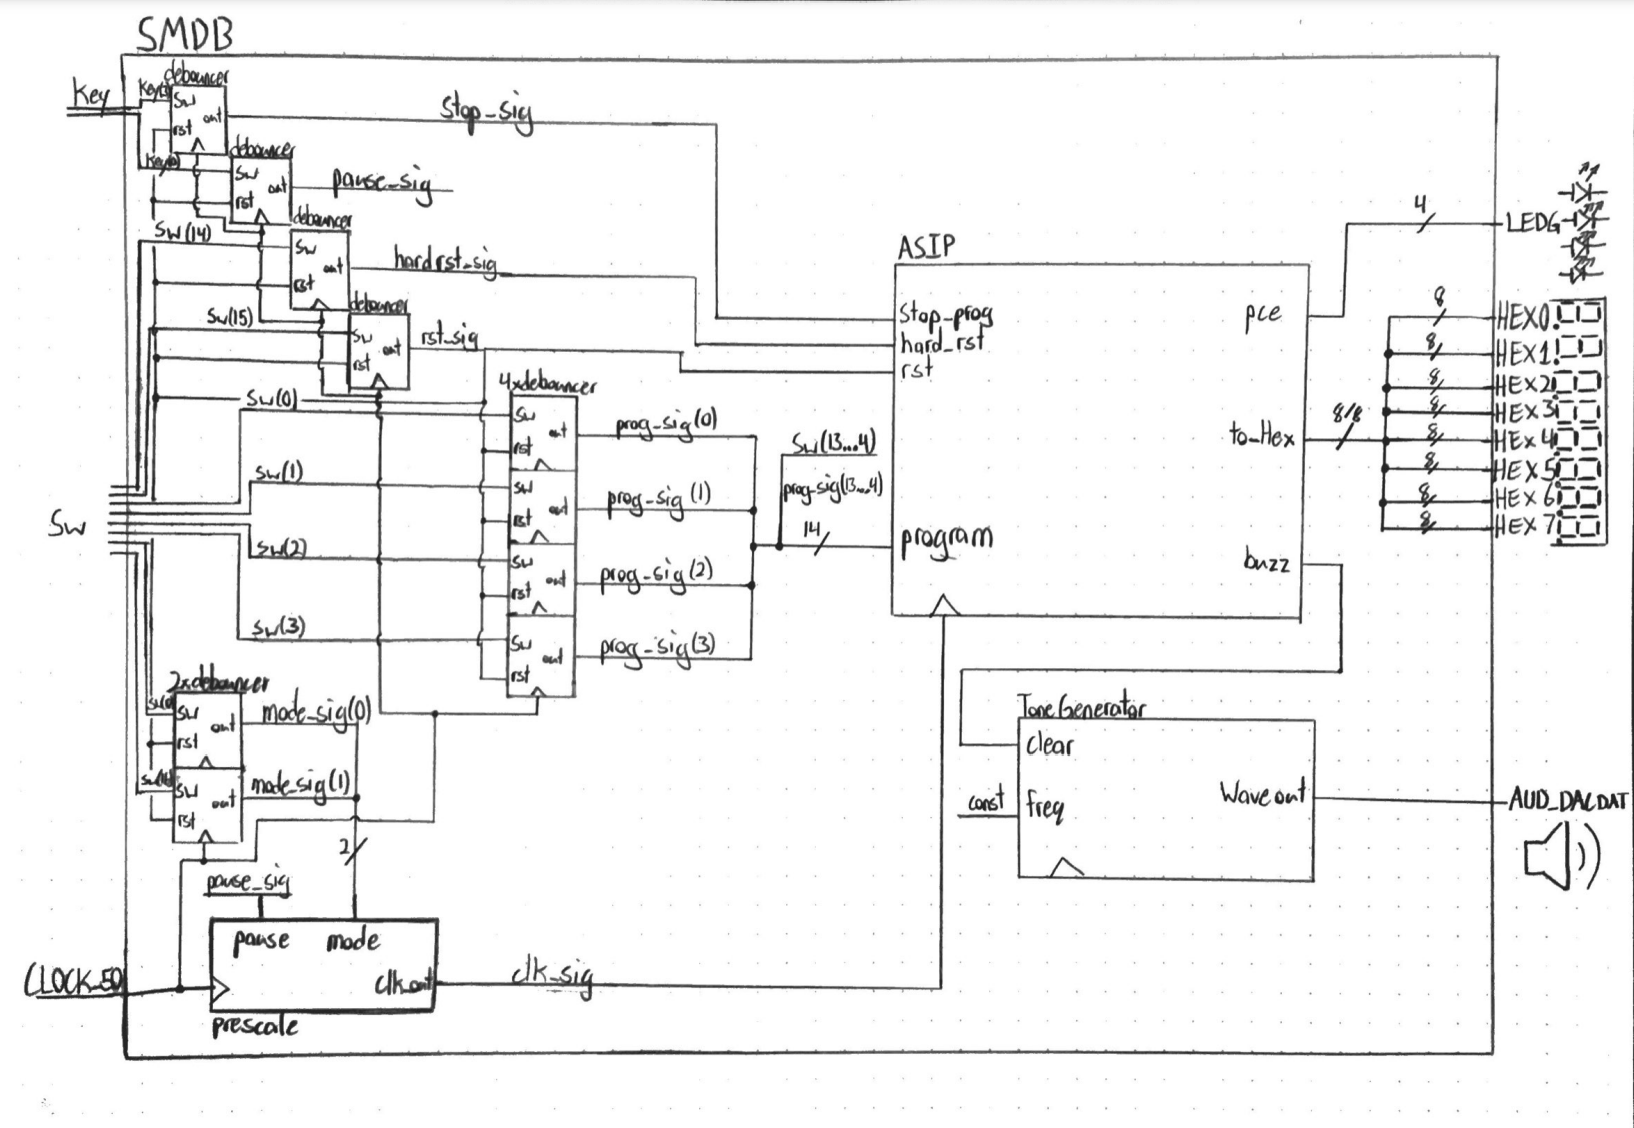 SMDB
Key
debouncer
sw
out
rst
stop_sig
debouncer
sw
out
rst
pause_sig
Sw(14)
debouncer
sw
out
rst
hardrst_sig
Sw(15)
debouncer
sw
out
rst
rst_sig
Sw
Sw(0)
Sw(1)
Sw(2)
Sw(3)
4xdebouncer
sw
out
rst
sw
out
rst
sw
out
rst
sw
out
rst
prog_sig(0)
prog_sig(1)
prog_sig(2)
prog_sig(3)
Sw(13...4)
prog_sig(13...4)
14
ASIP
stop_prog
hard_rst
rst
program
pce
to_Hex
buzz
4
LEDG
8/8
8
HEX0
8
HEX1
8
HEX2
8
HEX3
8
HEX4
8
HEX5
8
HEX6
8
HEX7
2xdebouncer
sw
out
rst
sw
out
rst
mode_sig(0)
mode_sig(1)
2
pause_sig
pause
mode
clk_out
prescale
CLOCK_50
clk_sig
Tone Generator
clear
const
freq
Wave out
AUD_DACDAT